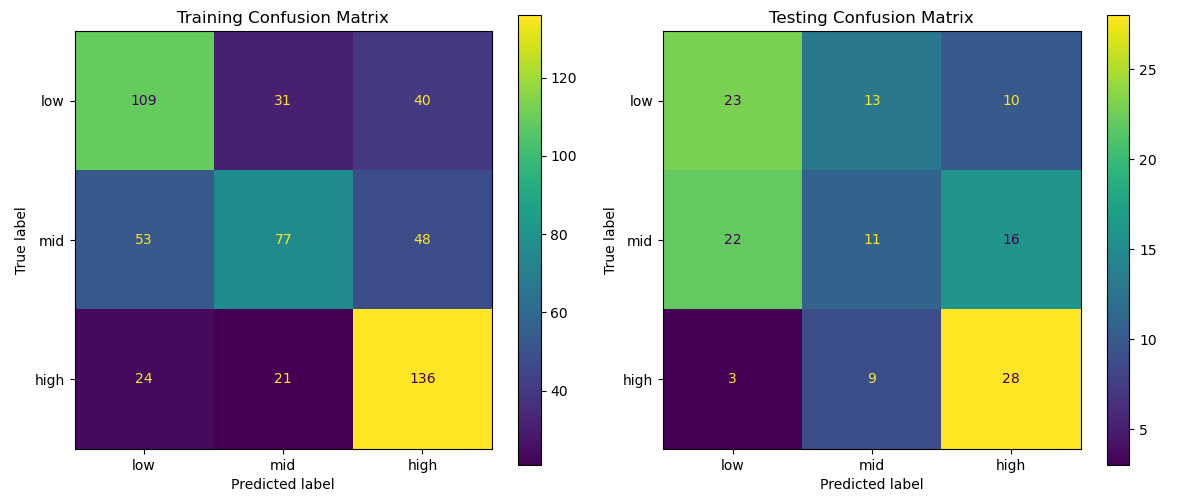 Training Confusion Matrix
low 109 31 40
mid 53 77 48
high 24 21 136
low mid high
Predicted label
True label
120
100
80
60
40
Testing Confusion Matrix
low 23 13 10
mid 22 11 16
high 3 9 28
low mid high
Predicted label
True label
25
20
15
10
5